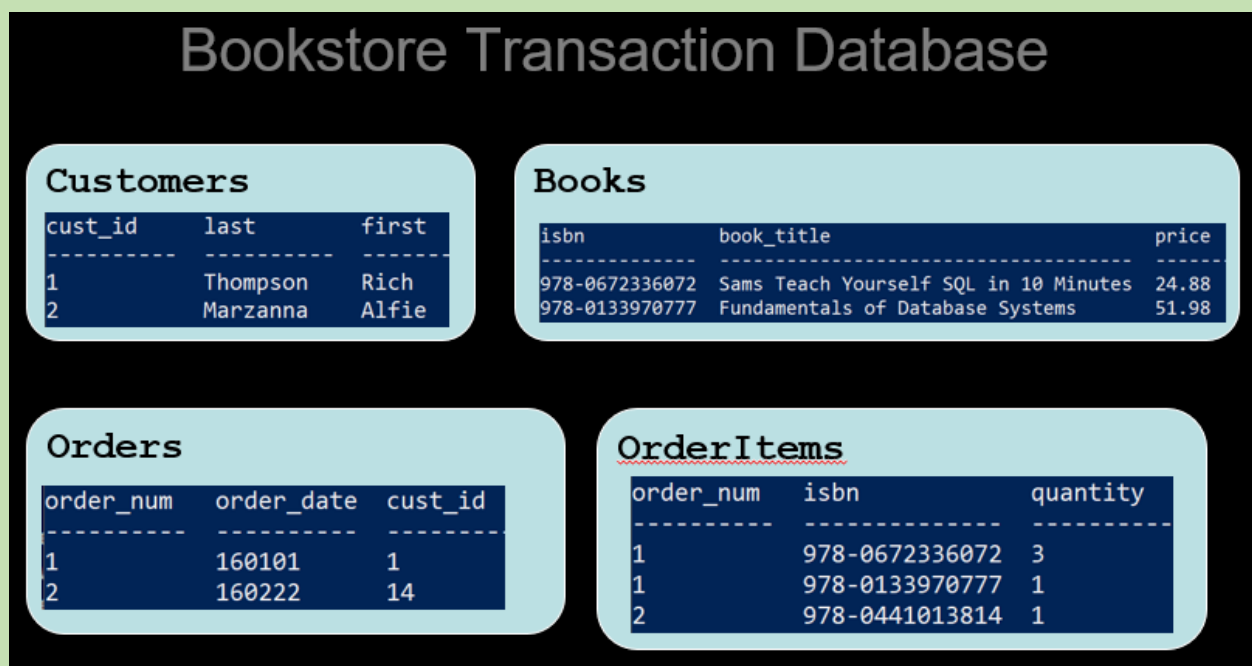 Bookstore Transaction Database
Customers
cust_id last first
---------- ---------- -------
1 Thompson Rich
2 Marzanna Alfie
Books
isbn book_title price
-------------- ------------------------------------- -------
978-0672336072 Sams Teach Yourself SQL in 10 Minutes 24.88
978-0133970777 Fundamentals of Database Systems 51.98
Orders
order_num order_date cust_id
---------- ---------- ---------
1 160101 1
2 160222 14
OrderItems
order_num isbn quantity
---------- -------------- ----------
1 978-0672336072 3
1 978-0133970777 1
2 978-0441013814 1